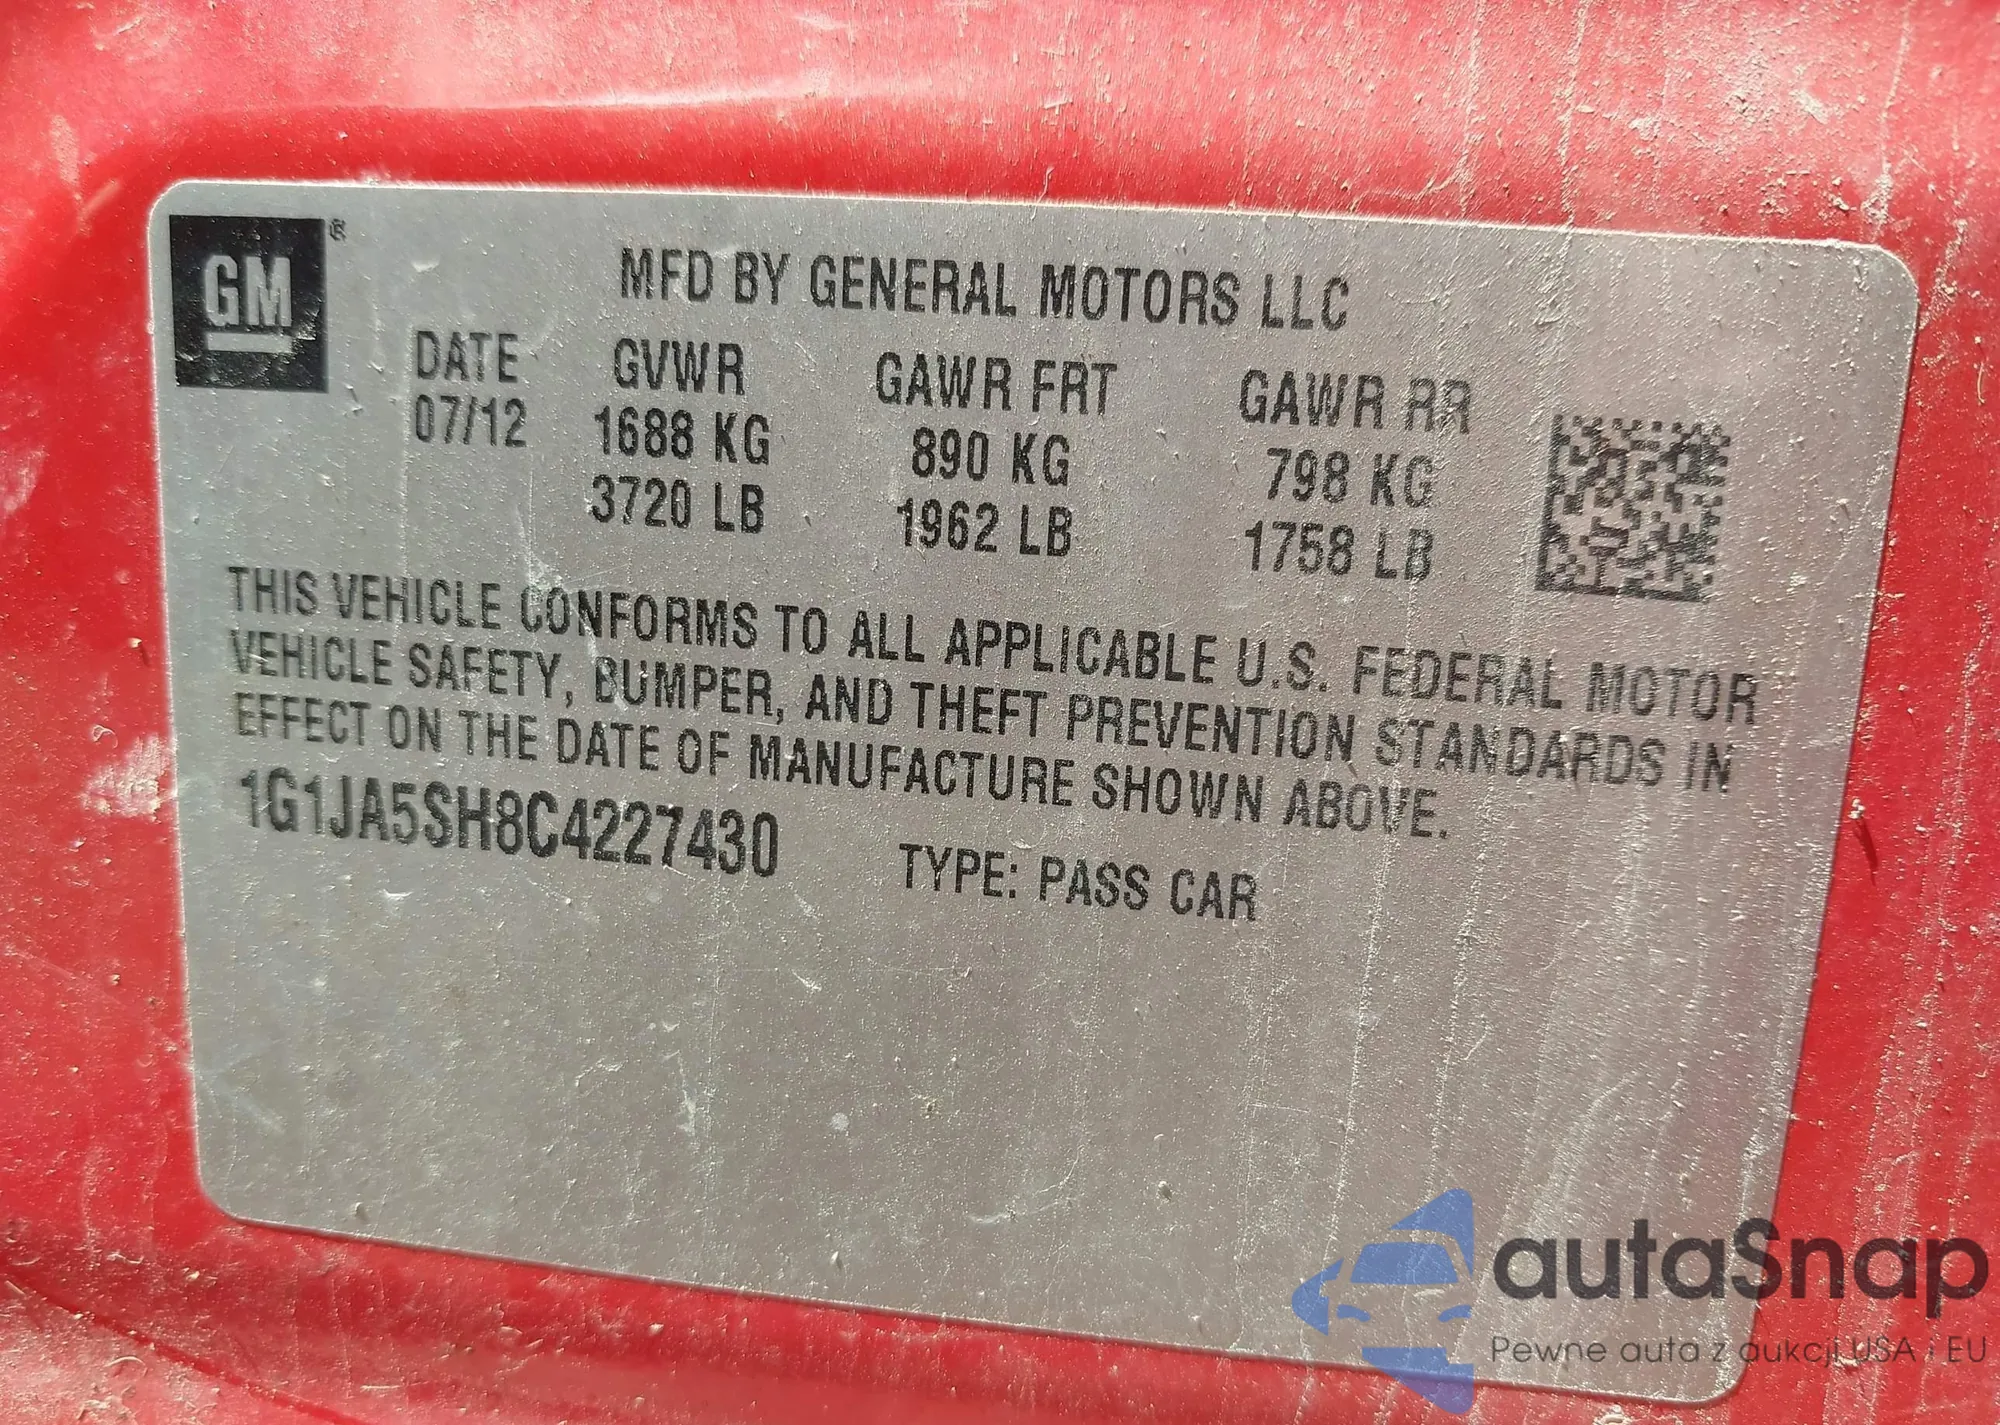 GM ®
MFD BY GENERAL MOTORS LLC
DATE GVWR GAWR FRT GAWR RR
07/12 1688 KG 890 KG 798 KG
3720 LB 1962 LB 1758 LB
THIS VEHICLE CONFORMS TO ALL APPLICABLE U.S. FEDERAL MOTOR
VEHICLE SAFETY, BUMPER, AND THEFT PREVENTION STANDARDS IN
EFFECT ON THE DATE OF MANUFACTURE SHOWN ABOVE.
1G1JA5SH8C4227430 TYPE: PASS CAR
autaSnap
Pewne auta z aukcji USA i EU